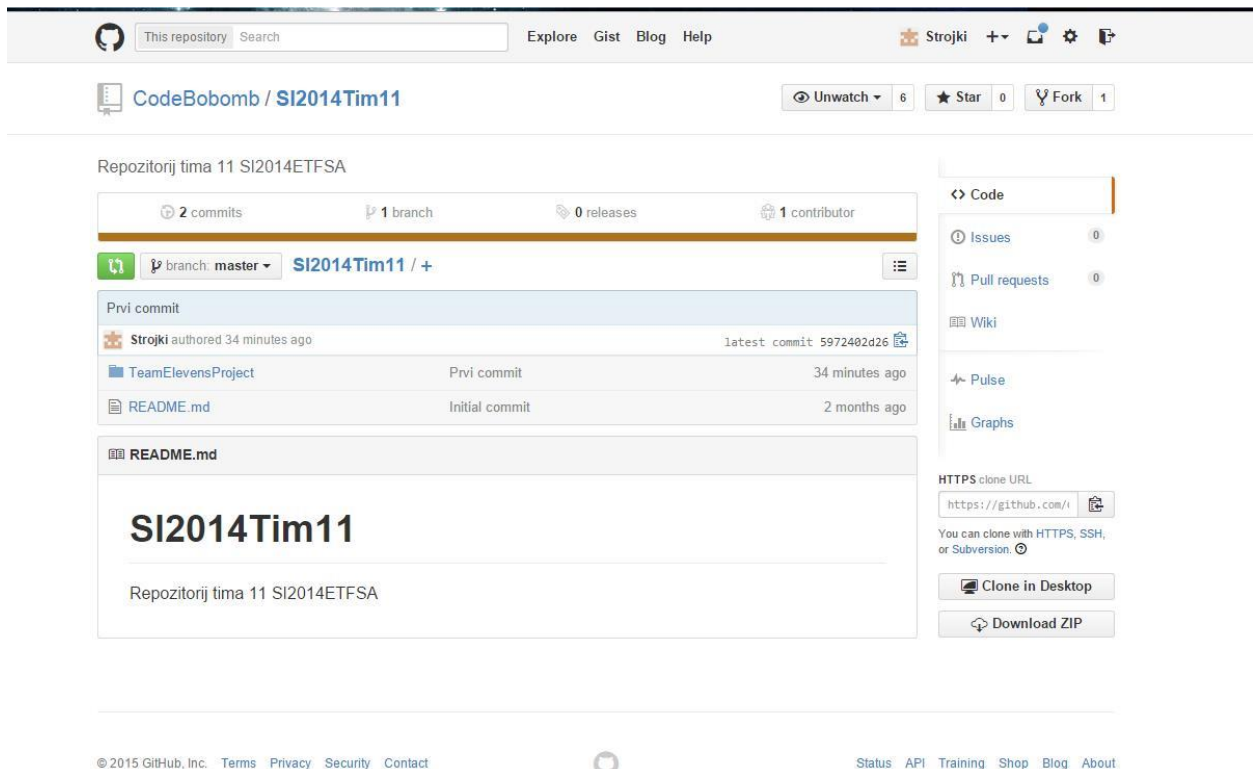 This repository Search Explore Gist Blog Help Strojki
CodeBobomb / SI2014Tim11 Unwatch 6 Star 0 Fork 1
Repozitorij tima 11 SI2014ETFSA
2 commits 1 branch 0 releases 1 contributor
branch: master SI2014Tim11 / +
Prvi commit
Strojki authored 34 minutes ago latest commit 5972402d26
TeamElevensProject Prvi commit 34 minutes ago
README.md Initial commit 2 months ago
README.md
SI2014Tim11
Repozitorij tima 11 SI2014ETFSA
Code
Issues 0
Pull requests 0
Wiki
Pulse
Graphs
HTTPS clone URL
https://github.com/
You can clone with HTTPS, SSH,
or Subversion.
Clone in Desktop
Download ZIP
© 2015 GitHub, Inc. Terms Privacy Security Contact Status API Training Shop Blog About